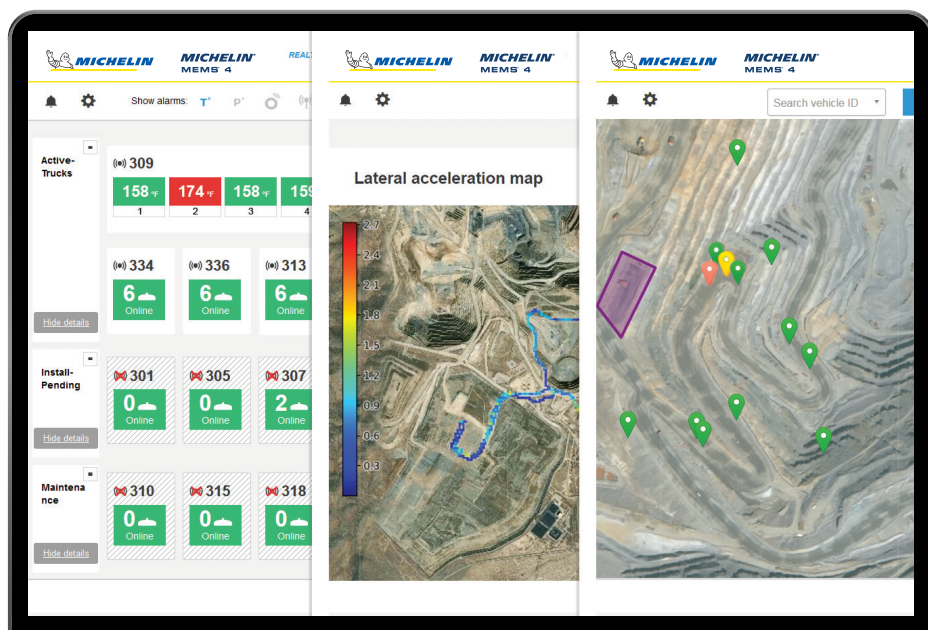 MICHELIN
MICHELIN
MEMS 4
Show alarms: T° P°
Active-
Trucks
309
158 °F
174 °F
158 °F
1
2
3
4
334
336
313
6
6
6
Online
Online
Online
Hide details
Install-
Pending
301
305
307
0
0
2
Online
Online
Online
Hide details
Maintena
nce
310
315
318
0
0
0
Online
Online
Online
Hide details
MICHELIN
MICHELIN
MEMS 4
Lateral acceleration map
2.7
2.4
2.1
1.8
1.5
1.2
0.9
0.6
0.3
MICHELIN
MICHELIN
MEMS 4
Search vehicle ID